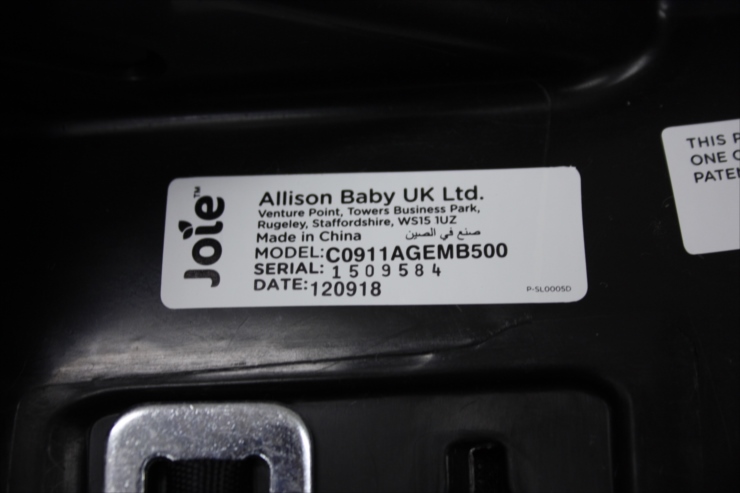 Joie™
Allison Baby UK Ltd.
Venture Point, Towers Business Park,
Rugeley, Staffordshire, WS15 1UZ
Made in China صنع في الصين
MODEL:C0911AGEMB500
SERIAL: 1509584
DATE:120918
P-SL0005D
THIS
ONE